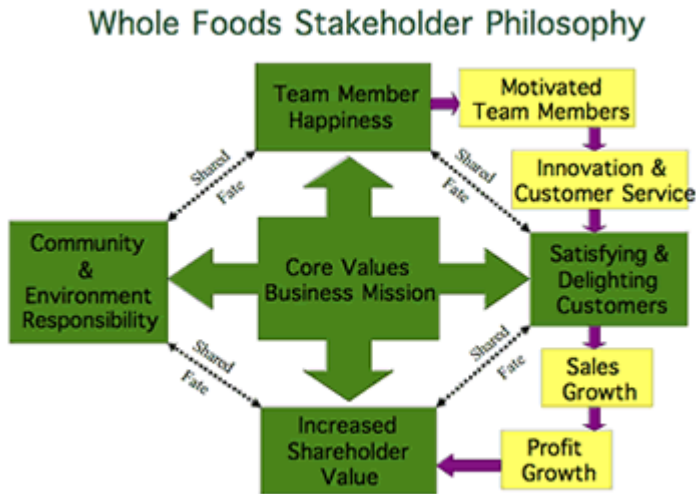 Whole Foods Stakeholder Philosophy
Team Member
Happiness
Motivated
Team Members
Shared
Fate
Shared
Fate
Innovation &
Customer Service
Community
&
Environment
Responsibility
Core Values
Business Mission
Satisfying &
Delighting
Customers
Shared
Fate
Shared
Fate
Sales
Growth
Increased
Shareholder
Value
Profit
Growth